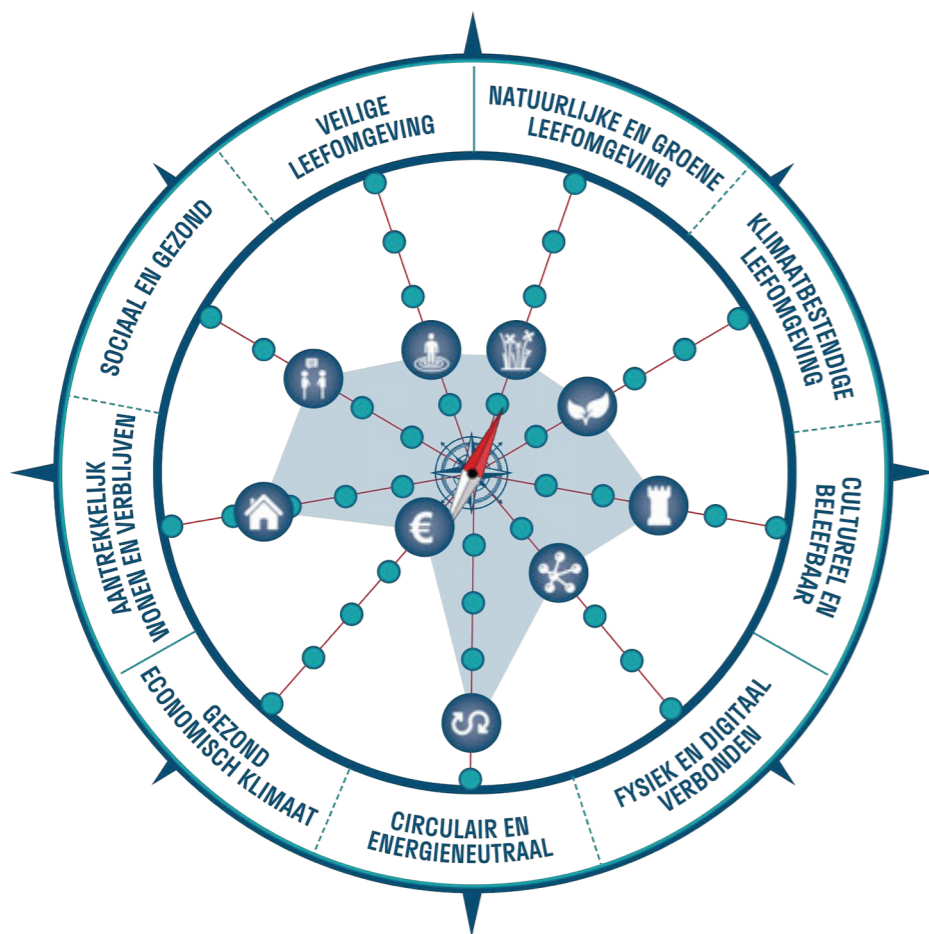 VEILIGE
LEEFOMGEVING
NATUURLIJKE EN GROENE
LEEFOMGEVING
KLIMAATBESTENDIGE
LEEFOMGEVING
CULTUREEL EN
BELEEFBAAR
FYSIEK EN DIGITAAL
VERBONDEN
CIRCULAIR EN
ENERGIENEUTRAAL
GEZOND
ECONOMISCH KLIMAAT
AANTREKKELIJK
WONEN EN VERBLIJVEN
SOCIAAL EN GEZOND
€